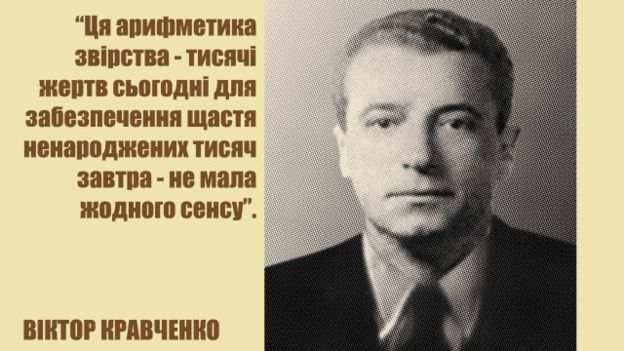 “Ця арифметика
звірства - тисячі
жертв сьогодні для
забезпечення щастя
ненароджених тисяч
завтра - не мала
жодного сенсу”.
ВІКТОР КРАВЧЕНКО